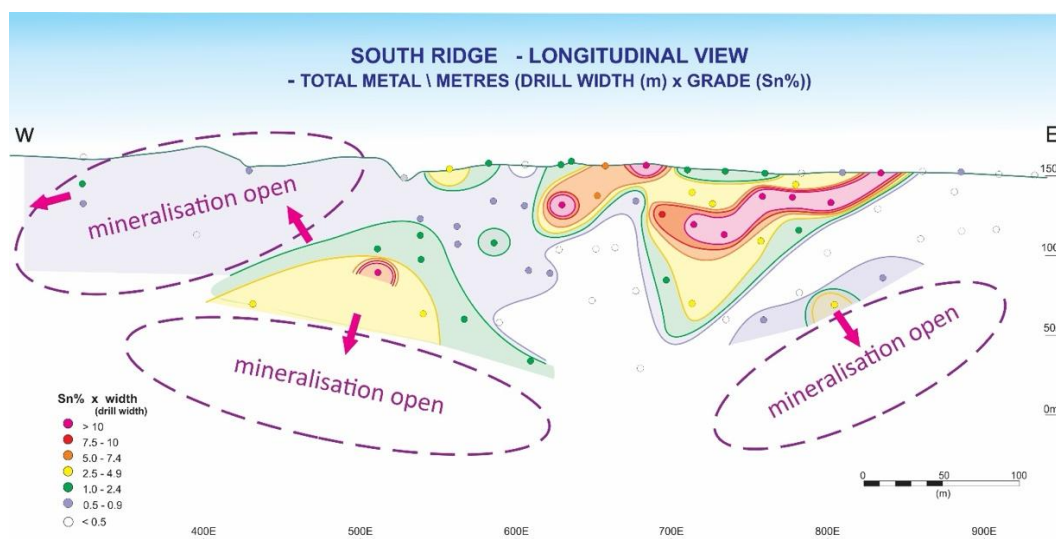 SOUTH RIDGE - LONGITUDINAL VIEW
- TOTAL METAL \ METRES (DRILL WIDTH (m) x GRADE (Sn%))
W
E
150
mineralisation open
100
50
mineralisation open
mineralisation open
0m
Sn% x width
(drill width)
> 10
7.5 - 10
5.0 - 7.4
2.5 - 4.9
1.0 - 2.4
0.5 - 0.9
< 0.5
0 50 100
(m)
400E 500E 600E 700E 800E 900E